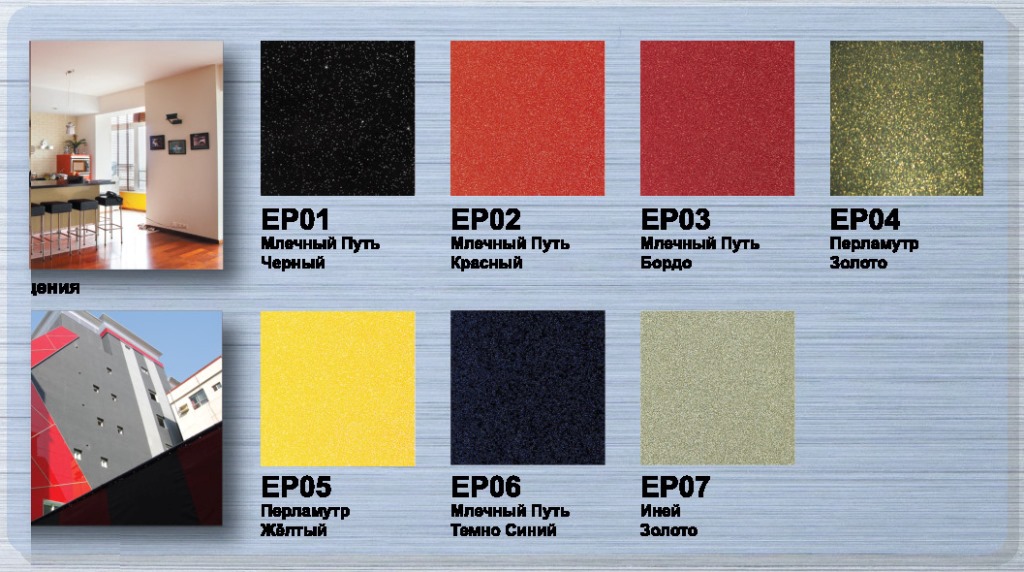 EP01
Млечный Путь
Черный
EP02
Млечный Путь
Красный
EP03
Млечный Путь
Бордо
EP04
Перламутр
Золото
дения
EP05
Перламутр
Жёлтый
EP06
Млечный Путь
Темно Синий
EP07
Иней
Золото